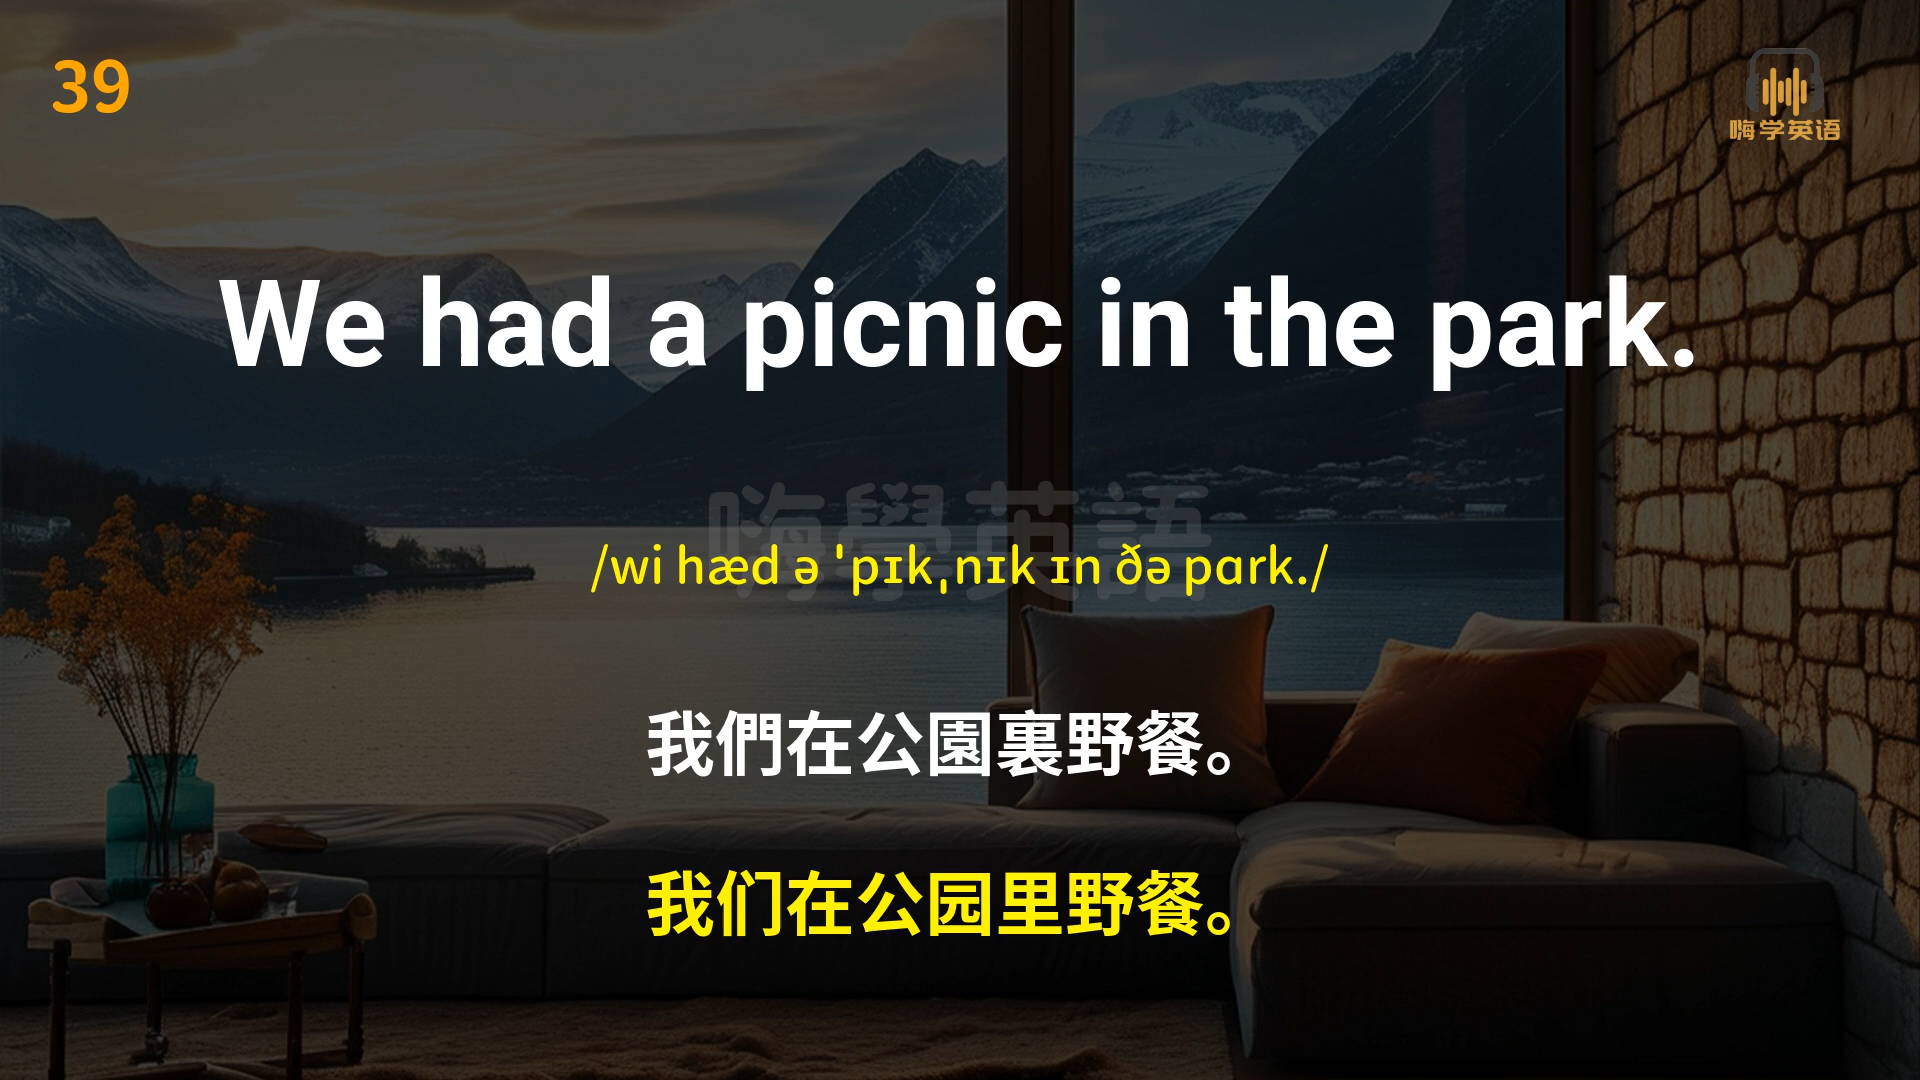 39
嗨学英语
We had a picnic in the park.
嗨學英語
/wi hæd ə ˈpɪkˌnɪk ɪn ðə pɑrk./
我們在公園裏野餐。
我们在公园里野餐。